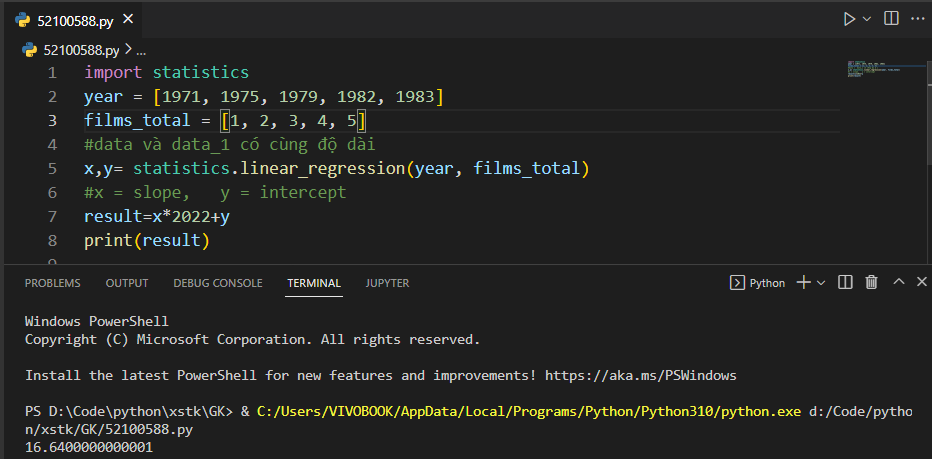 52100588.py
52100588.py > ...
1 import statistics
2 year = [1971, 1975, 1979, 1982, 1983]
3 films_total = [1, 2, 3, 4, 5]
4 #data và data_1 có cùng độ dài
5 x,y= statistics.linear_regression(year, films_total)
6 #x = slope,   y = intercept
7 result=x*2022+y
8 print(result)
9
PROBLEMS OUTPUT DEBUG CONSOLE TERMINAL JUPYTER Python
Windows PowerShell
Copyright (C) Microsoft Corporation. All rights reserved.
Install the latest PowerShell for new features and improvements! https://aka.ms/PSWindows
PS D:\Code\python\xstk\GK> & C:/Users/VIVOBOOK/AppData/Local/Programs/Python/Python310/python.exe d:/Code/pytho
n/xstk/GK/52100588.py
16.6400000000001